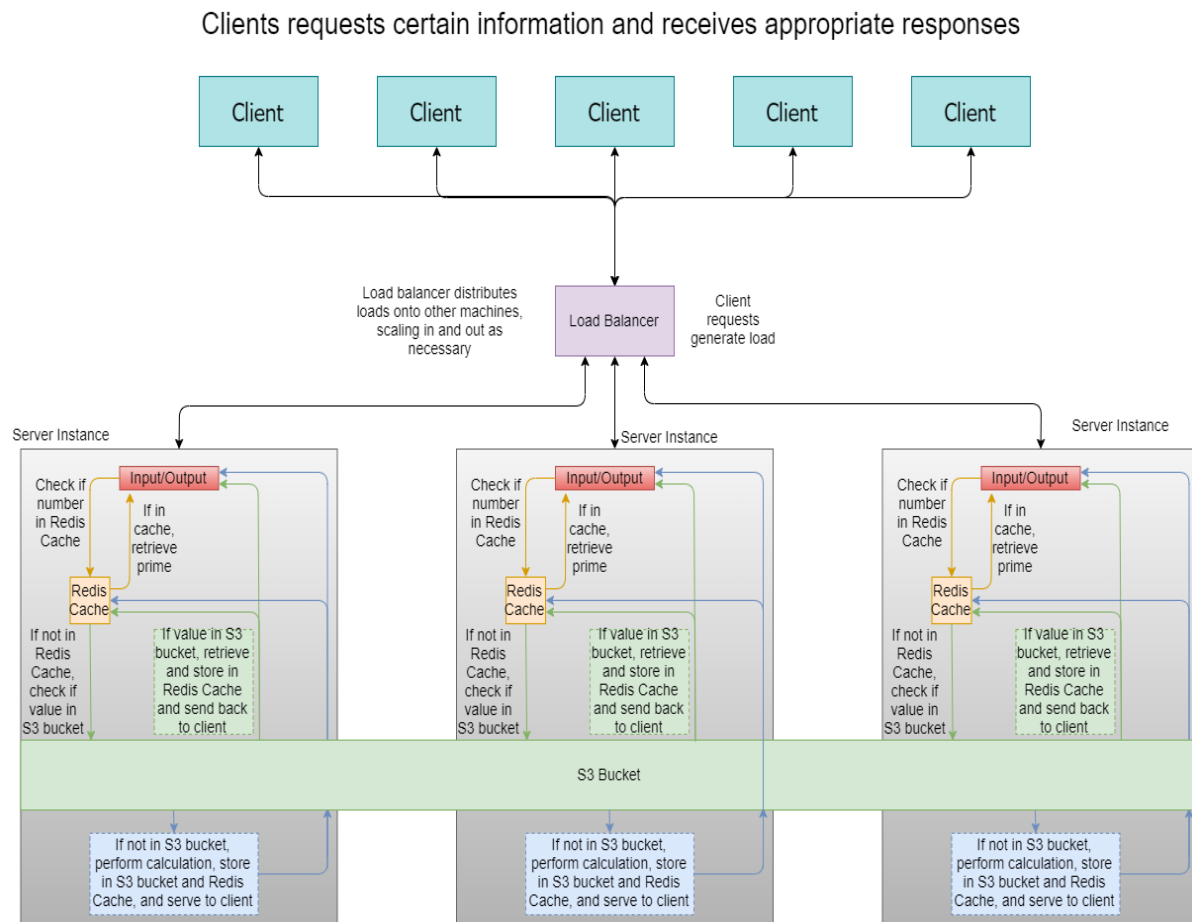 Clients requests certain information and receives appropriate responses
Client
Client
Client
Client
Client
Load balancer distributes
loads onto other machines,
scaling in and out as
necessary
Load Balancer
Client
requests
generate load
Server Instance
Input/Output
Check if
number
in Redis
Cache
If in
cache,
retrieve
prime
Redis
Cache
If not in
Redis
Cache,
check if
value in
S3 bucket
If value in S3
bucket, retrieve
and store in
Redis Cache
and send back
to client
Server Instance
Input/Output
Check if
number
in Redis
Cache
If in
cache,
retrieve
prime
Redis
Cache
If not in
Redis
Cache,
check if
value in
S3 bucket
If value in S3
bucket, retrieve
and store in
Redis Cache
and send back
to client
Server Instance
Input/Output
Check if
number
in Redis
Cache
If in
cache,
retrieve
prime
Redis
Cache
If not in
Redis
Cache,
check if
value in
S3 bucket
If value in S3
bucket, retrieve
and store in
Redis Cache
and send back
to client
S3 Bucket
If not in S3 bucket,
perform calculation, store
in S3 bucket and Redis
Cache, and serve to client
If not in S3 bucket,
perform calculation, store
in S3 bucket and Redis
Cache, and serve to client
If not in S3 bucket,
perform calculation, store
in S3 bucket and Redis
Cache, and serve to client